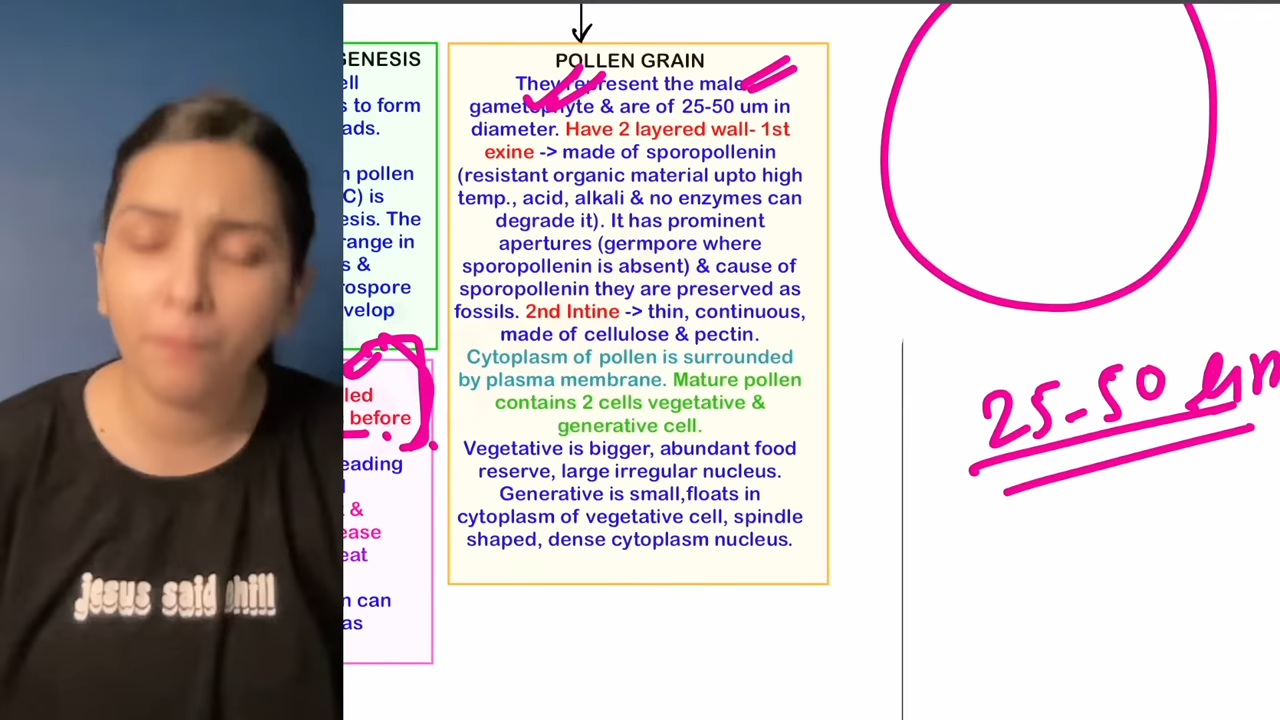 GENESIS
ell
s to form
ads.
n pollen
C) is
esis. The
range in
s &
rospore
velop
led
before
eading
&
ease
eat
n can
as
POLLEN GRAIN
They represent the male
gametophyte & are of 25-50 um in
diameter. Have 2 layered wall- 1st
exine -> made of sporopollenin
(resistant organic material upto high
temp., acid, alkali & no enzymes can
degrade it). It has prominent
apertures (germpore where
sporopollenin is absent) & cause of
sporopollenin they are preserved as
fossils. 2nd Intine -> thin, continuous,
made of cellulose & pectin.
Cytoplasm of pollen is surrounded
by plasma membrane. Mature pollen
contains 2 cells vegetative &
generative cell.
Vegetative is bigger, abundant food
reserve, large irregular nucleus.
Generative is small,floats in
cytoplasm of vegetative cell, spindle
shaped, dense cytoplasm nucleus.
25-50 um
jesus said chill